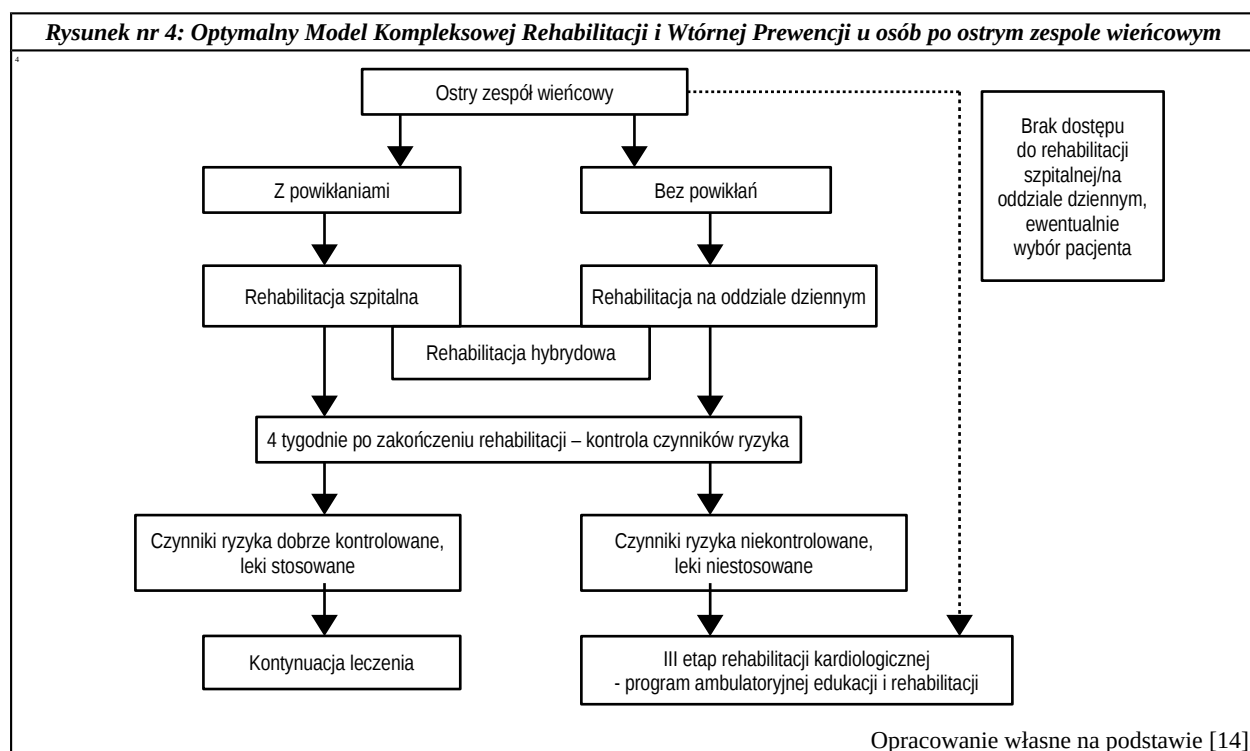 Rysunek nr 4: Optymalny Model Kompleksowej Rehabilitacji i Wtórnej Prewencji u osób po ostrym zespole wieńcowym
4
Ostry zespół wieńcowy
Brak dostępu
do rehabilitacji
szpitalnej/na
oddziale dziennym,
ewentualnie
wybór pacjenta
Z powikłaniami
Bez powikłań
Rehabilitacja szpitalna
Rehabilitacja na oddziale dziennym
Rehabilitacja hybrydowa
4 tygodnie po zakończeniu rehabilitacji – kontrola czynników ryzyka
Czynniki ryzyka dobrze kontrolowane,
leki stosowane
Czynniki ryzyka niekontrolowane,
leki niestosowane
Kontynuacja leczenia
III etap rehabilitacji kardiologicznej
- program ambulatoryjnej edukacji i rehabilitacji
Opracowanie własne na podstawie [14]